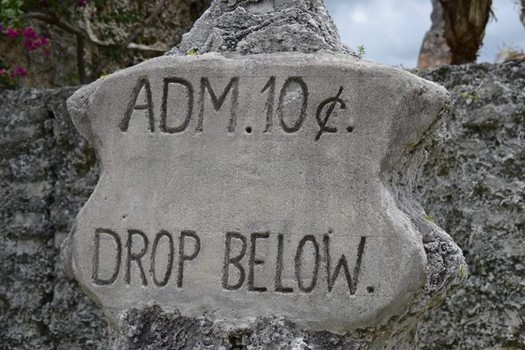 ADM. 10¢.
DROP BELOW.